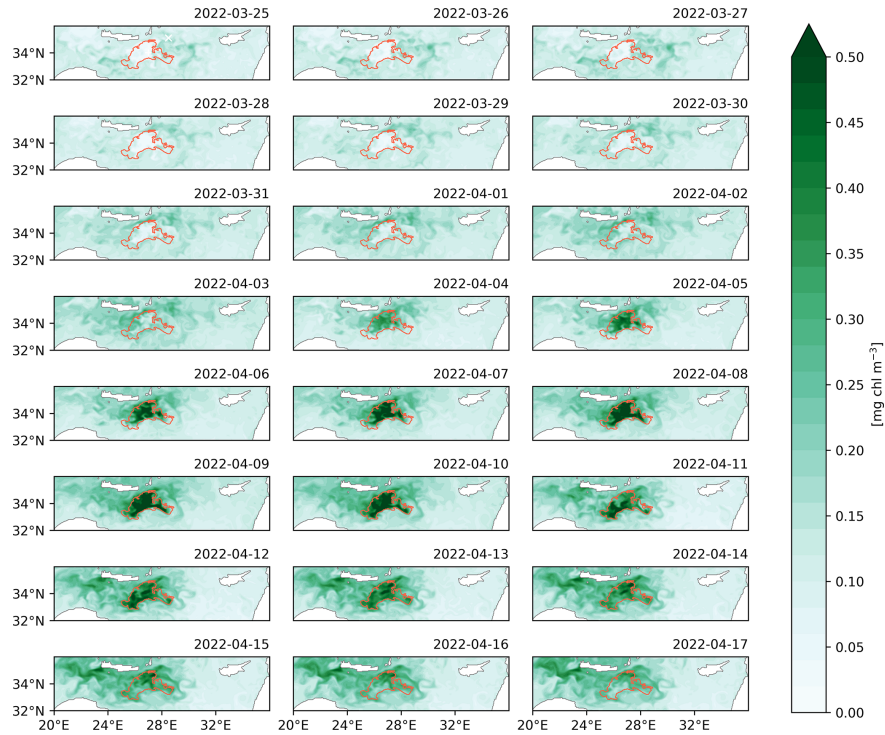 2022-03-25 2022-03-26 2022-03-27
34°N
32°N
2022-03-28 2022-03-29 2022-03-30
34°N
32°N
2022-03-31 2022-04-01 2022-04-02
34°N
32°N
2022-04-03 2022-04-04 2022-04-05
34°N
32°N
2022-04-06 2022-04-07 2022-04-08
34°N
32°N
2022-04-09 2022-04-10 2022-04-11
34°N
32°N
2022-04-12 2022-04-13 2022-04-14
34°N
32°N
2022-04-15 2022-04-16 2022-04-17
34°N
32°N
20°E 24°E 28°E 32°E 20°E 24°E 28°E 32°E 20°E 24°E 28°E 32°E
0.50
0.45
0.40
0.35
0.30
0.25
0.20
0.15
0.10
0.05
0.00
[mg chl m⁻³]